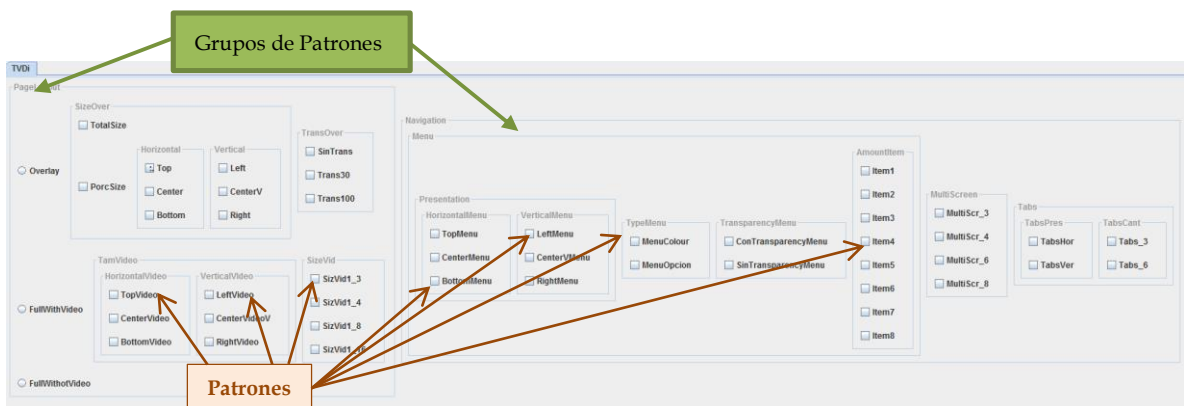 Grupos de Patrones
TVDi
PageLayout
Overlay
SizeOver
TotalSize
PorcSize
Horizontal
Top
Center
Bottom
Vertical
Left
CenterV
Right
TransOver
SinTrans
Trans30
Trans100
FullWithVideo
TamVideo
HorizontalVideo
TopVideo
CenterVideo
BottomVideo
VerticalVideo
LeftVideo
CenterVideoV
RightVideo
SizeVid
SizVid1_3
SizVid1_4
SizVid1_8
SizVid1_16
FullWithotVideo
Navigation
Menu
Presentation
HorizontalMenu
TopMenu
CenterMenu
BottomMenu
VerticalMenu
LeftMenu
CenterVMenu
RightMenu
TypeMenu
MenuColour
MenuOpcion
TransparencyMenu
ConTransparencyMenu
SinTransparencyMenu
AmountItem
Item1
Item2
Item3
Item4
Item5
Item6
Item7
Item8
MultiScreen
MultiScr_3
MultiScr_4
MultiScr_6
MultiScr_8
Tabs
TabsPres
TabsHor
TabsVer
TabsCant
Tabs_3
Tabs_6
Patrones